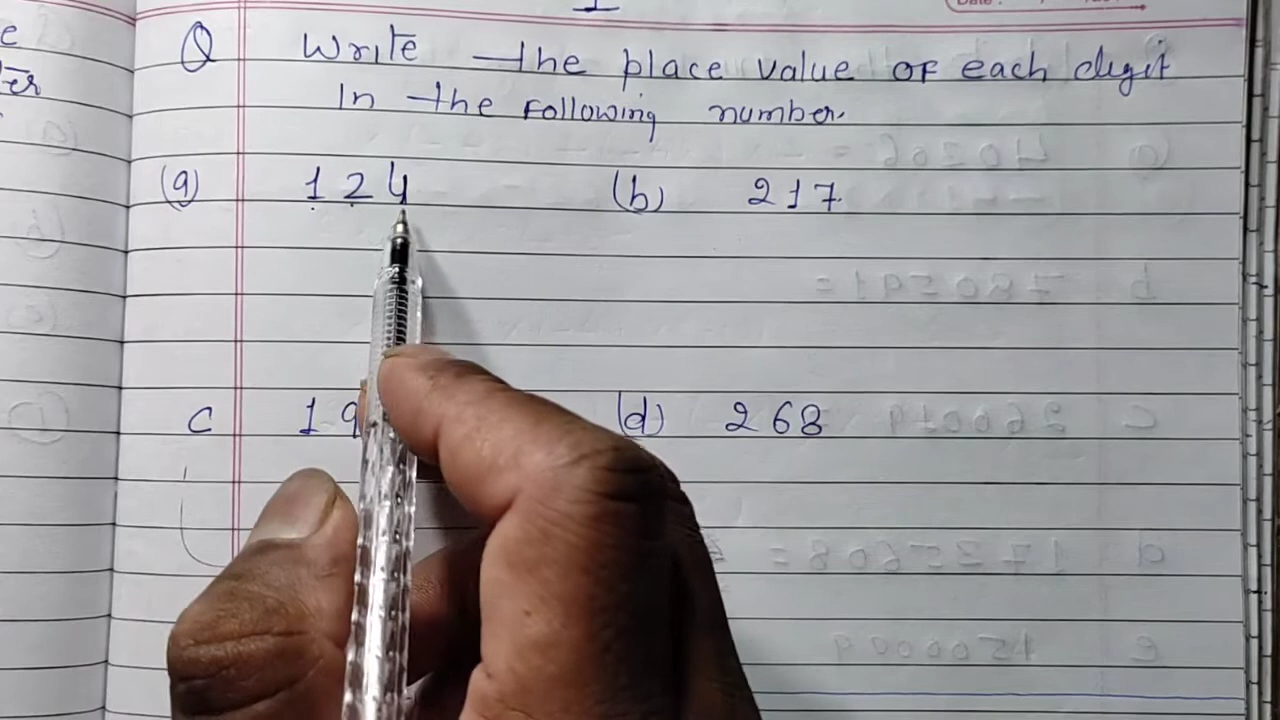 Q Write the place value of each digit
in the following number.
(a) 124 (b) 217
c 19 (d) 268